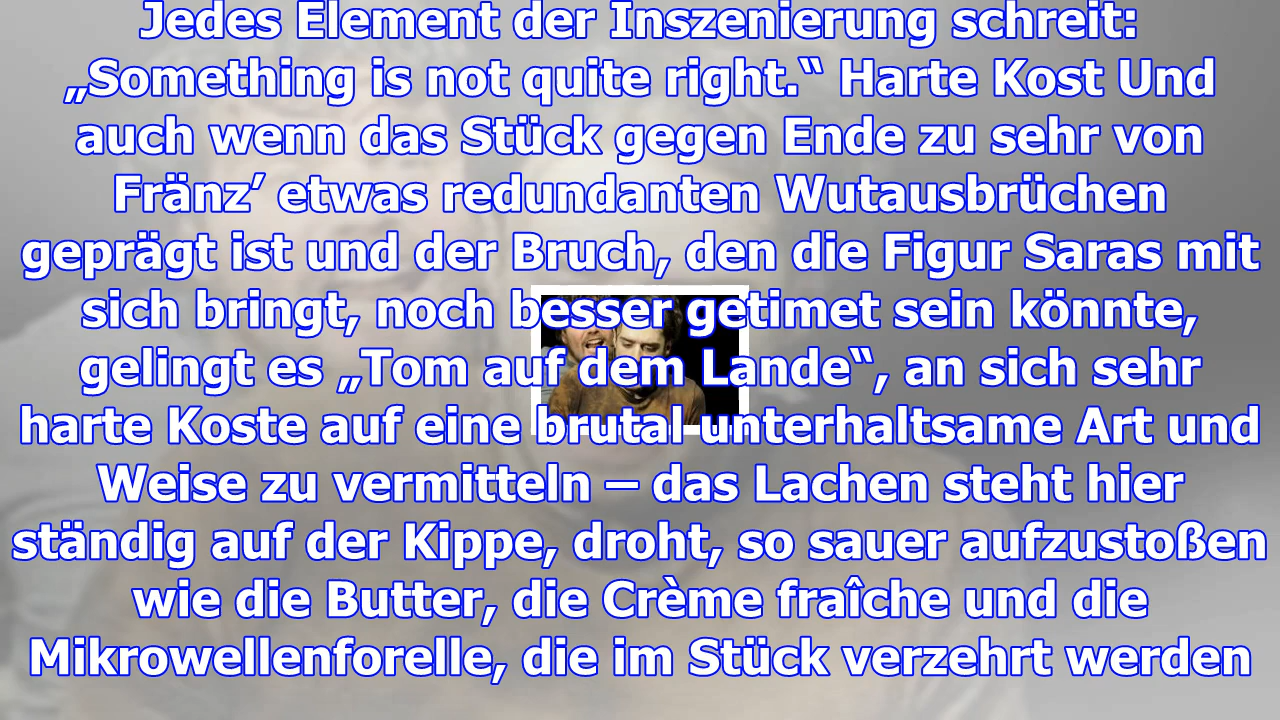 Jedes Element der Inszenierung schreit:
„Something is not quite right.“ Harte Kost Und
auch wenn das Stück gegen Ende zu sehr von
Fränz’ etwas redundanten Wutausbrüchen
geprägt ist und der Bruch, den die Figur Saras mit
sich bringt, noch besser getimet sein könnte,
gelingt es „Tom auf dem Lande“, an sich sehr
harte Koste auf eine brutal unterhaltsame Art und
Weise zu vermitteln – das Lachen steht hier
ständig auf der Kippe, droht, so sauer aufzustoßen
wie die Butter, die Crème fraîche und die
Mikrowellenforelle, die im Stück verzehrt werden